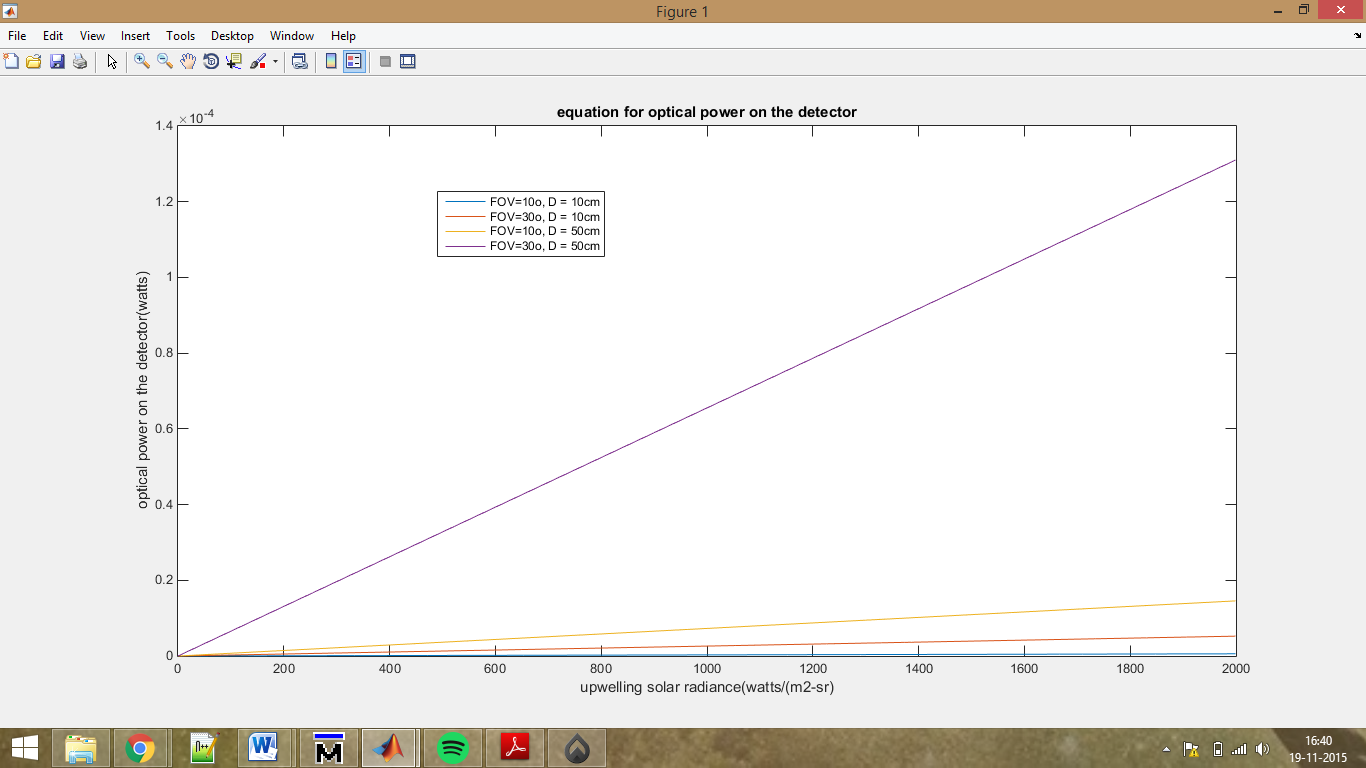 Figure 1
File Edit View Insert Tools Desktop Window Help
equation for optical power on the detector
×10-4
1.4
1.2
1
0.8
0.6
0.4
0.2
0
optical power on the detector(watts)
FOV=10o, D = 10cm
FOV=30o, D = 10cm
FOV=10o, D = 50cm
FOV=30o, D = 50cm
0 200 400 600 800 1000 1200 1400 1600 1800 2000
upwelling solar radiance(watts/(m2-sr)
16:40
19-11-2015